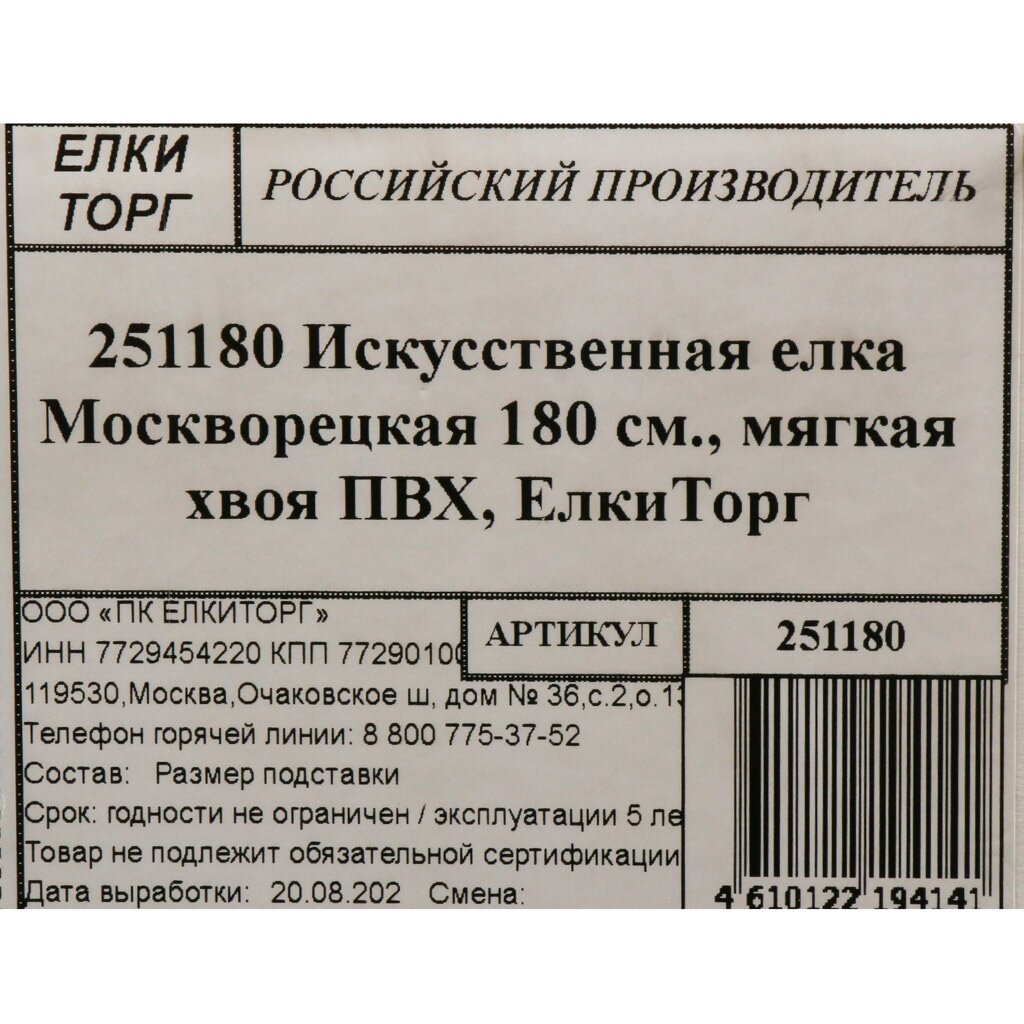 ЕЛКИ
ТОРГ
РОССИЙСКИЙ ПРОИЗВОДИТЕЛЬ
251180 Искусственная елка
Москворецкая 180 см., мягкая
хвоя ПВХ, ЕлкиТорг
ООО «ПК ЕЛКИТОРГ»
ИНН 7729454220 КПП 7729010
АРТИКУЛ
251180
119530,Москва,Очаковское ш, дом № 36,с.2,о.1
Телефон горячей линии: 8 800 775-37-52
Состав: Размер подставки
Срок: годности не ограничен / эксплуатации 5 ле
Товар не подлежит обязательной сертификации
Дата выработки: 20.08.202 Смена:
4 610122 194141